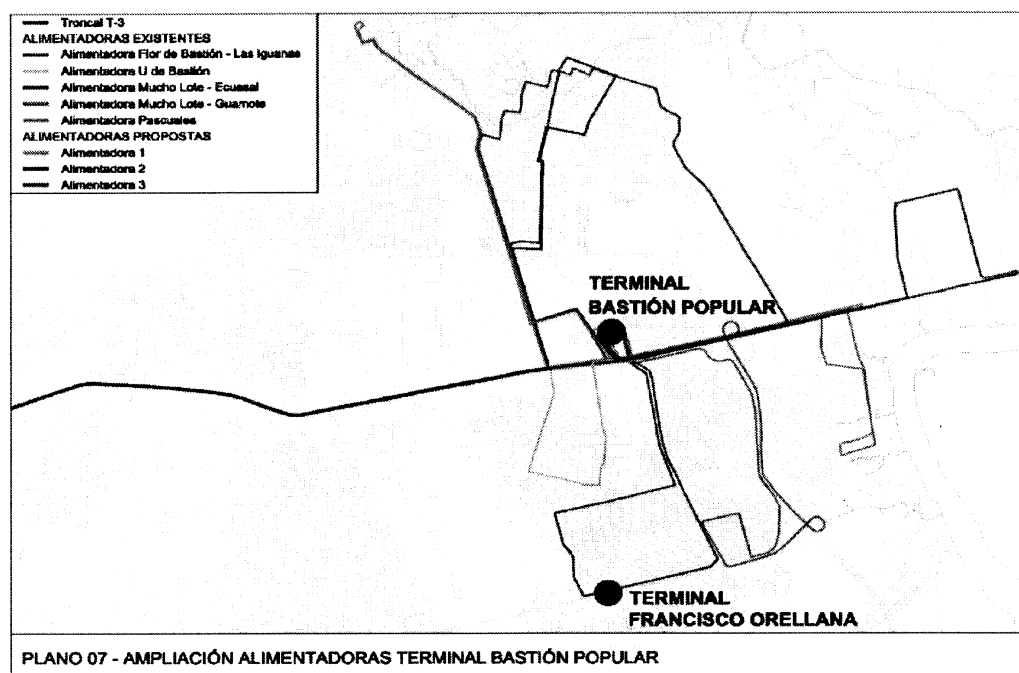 Troncal T-3
ALIMENTADORAS EXISTENTES
Alimentadora Flor de Bastión - Las Iguanas
Alimentadora U de Bastión
Alimentadora Mucho Lote - Ecuasal
Alimentadora Mucho Lote - Guamote
Alimentadora Pascuales
ALIMENTADORAS PROPOSTAS
Alimentadora 1
Alimentadora 2
Alimentadora 3
TERMINAL
BASTIÓN POPULAR
TERMINAL
FRANCISCO ORELLANA
PLANO 07 - AMPLIACIÓN ALIMENTADORAS TERMINAL BASTIÓN POPULAR